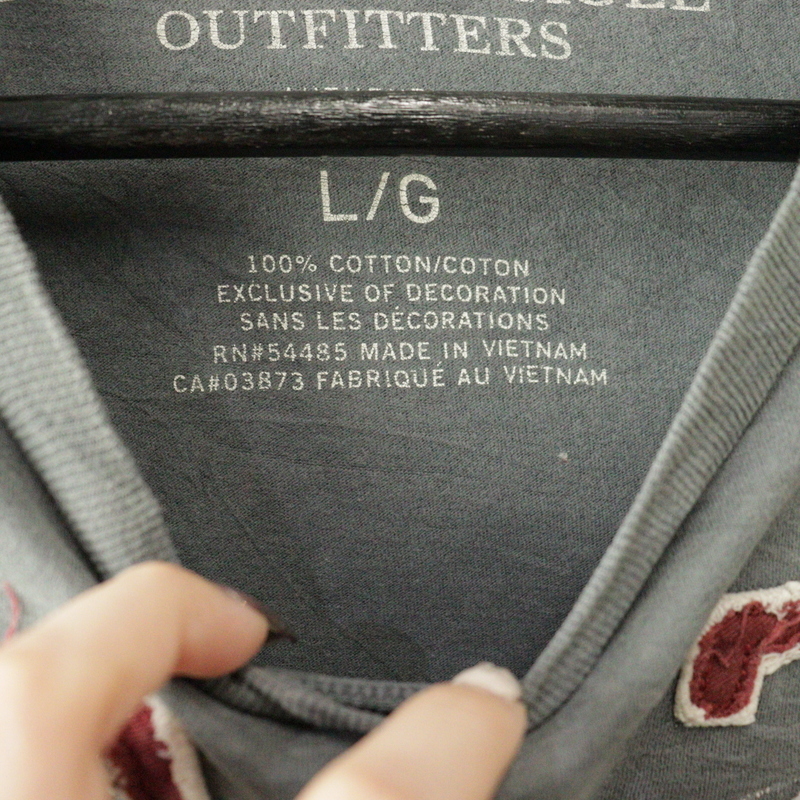 OUTFITTERS
L/G
100% COTTON/COTON
EXCLUSIVE OF DECORATION
SANS LES DÉCORATIONS
RN#54485 MADE IN VIETNAM
CA#03873 FABRIQUÉ AU VIETNAM